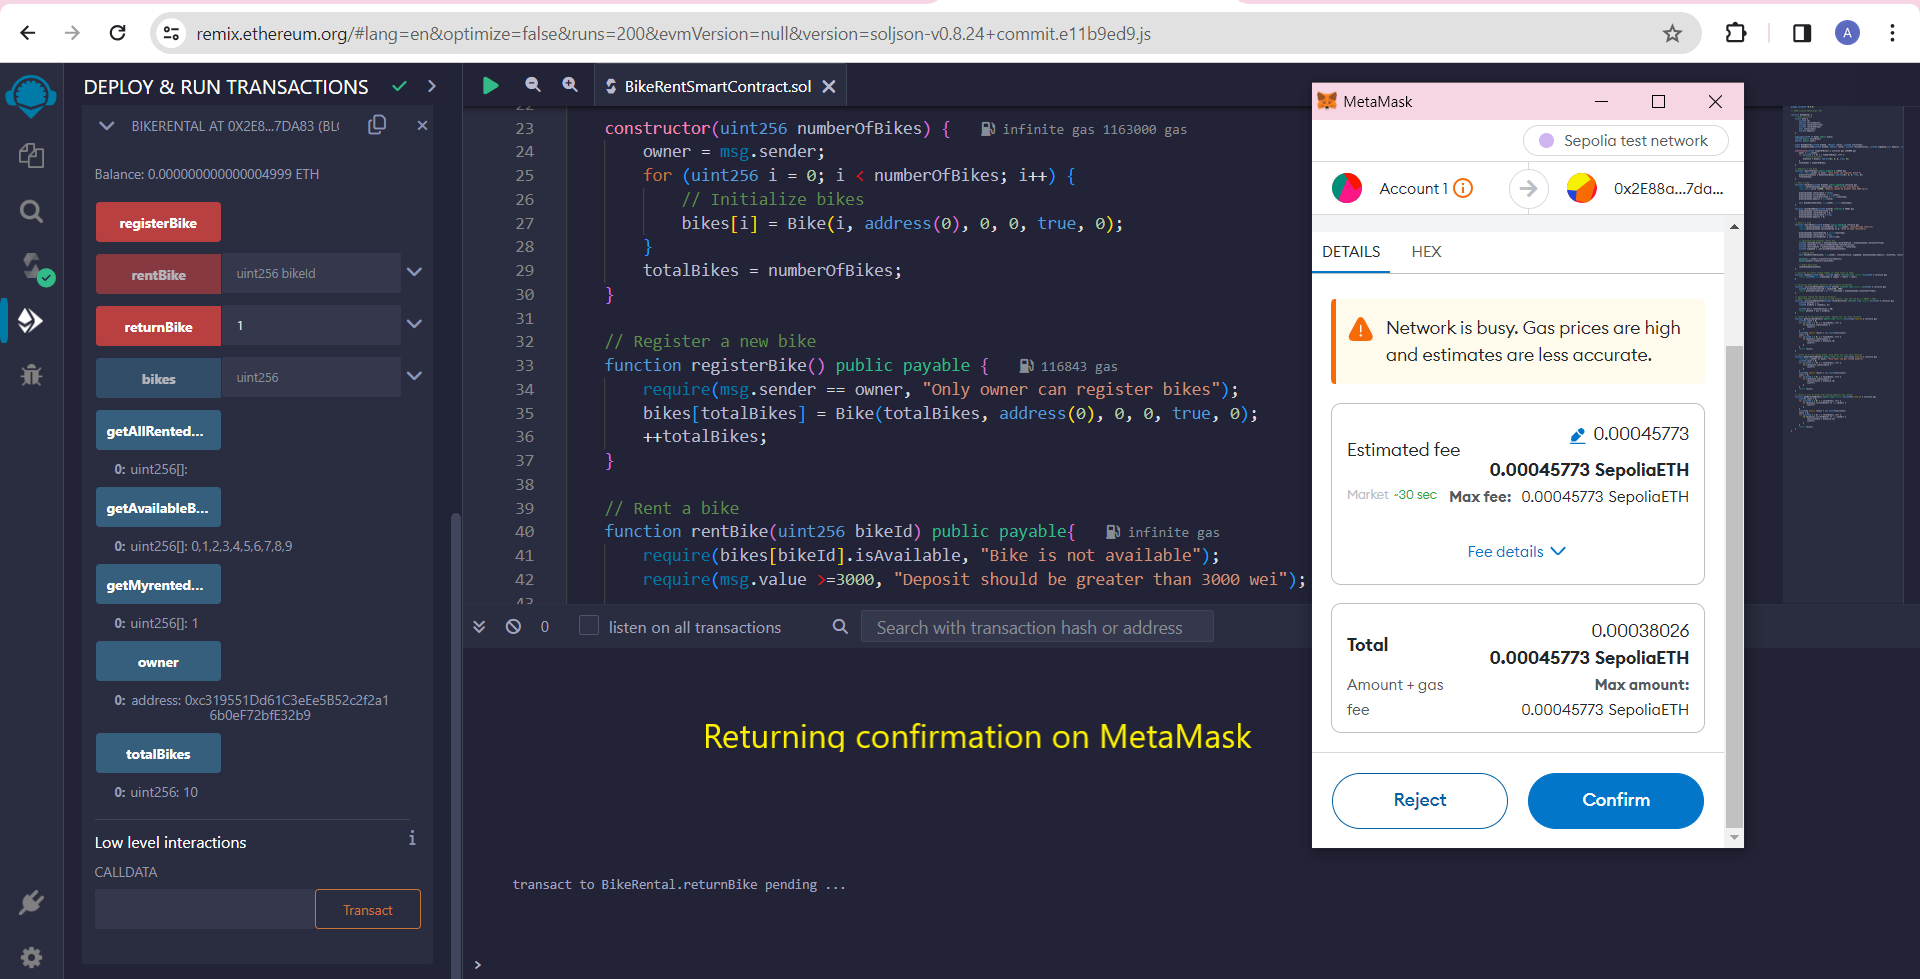 remix.ethereum.org/#lang=en&optimize=false&runs=200&evmVersion=null&version=soljson-v0.8.24+commit.e11b9ed9.js
A
DEPLOY & RUN TRANSACTIONS
BIKERENTAL AT 0X2E8...7DA83 (BLO
Balance: 0.000000000000004999 ETH
registerBike
rentBike
uint256 bikeId
returnBike
1
bikes
uint256
getAllRented...
0: uint256[]:
getAvailableB...
0: uint256[]: 0,1,2,3,4,5,6,7,8,9
getMyrented...
0: uint256[]: 1
owner
0: address: 0xc319551Dd61C3eEe5B52c2f2a1
6b0eF72bfE32b9
totalBikes
0: uint256: 10
Low level interactions
i
CALLDATA
Transact
BikeRentSmartContract.sol
22
23 constructor(uint256 numberOfBikes) { infinite gas 1163000 gas
24 owner = msg.sender;
25 for (uint256 i = 0; i < numberOfBikes; i++) {
26 // Initialize bikes
27 bikes[i] = Bike(i, address(0), 0, 0, true, 0);
28 }
29 totalBikes = numberOfBikes;
30 }
31
32 // Register a new bike
33 function registerBike() public payable { 116843 gas
34 require(msg.sender == owner, "Only owner can register bikes");
35 bikes[totalBikes] = Bike(totalBikes, address(0), 0, 0, true, 0);
36 ++totalBikes;
37 }
38
39 // Rent a bike
40 function rentBike(uint256 bikeId) public payable{ infinite gas
41 require(bikes[bikeId].isAvailable, "Bike is not available");
42 require(msg.value >=3000, "Deposit should be greater than 3000 wei");
43
0
listen on all transactions
Search with transaction hash or address
Returning confirmation on MetaMask
transact to BikeRental.returnBike pending ...
>
MetaMask
Sepolia test network
Account 1
0x2E88a...7da...
DETAILS
HEX
Network is busy. Gas prices are high
and estimates are less accurate.
Estimated fee
0.00045773
0.00045773 SepoliaETH
Market ~30 sec
Max fee: 0.00045773 SepoliaETH
Fee details
Total
0.00038026
0.00045773 SepoliaETH
Amount + gas
fee
Max amount:
0.00045773 SepoliaETH
Reject
Confirm